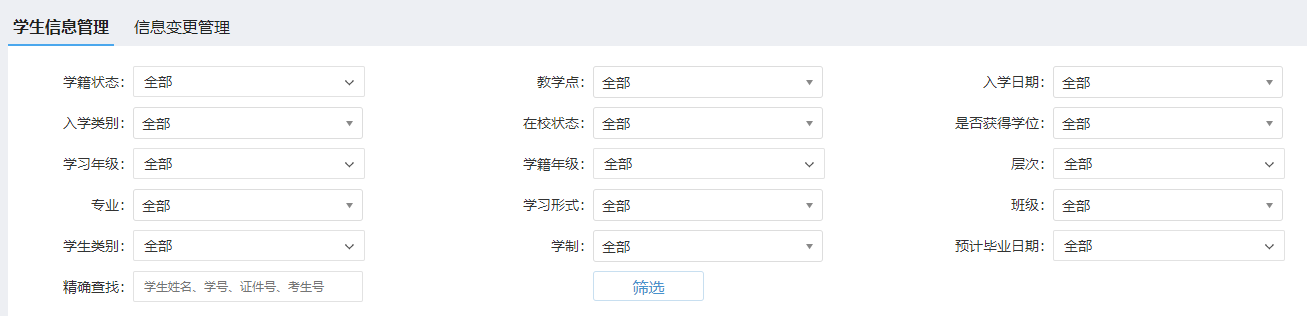 学生信息管理 信息变更管理
学籍状态: 全部 教学点: 全部 入学日期: 全部
入学类别: 全部 在校状态: 全部 是否获得学位: 全部
学习年级: 全部 学籍年级: 全部 层次: 全部
专业: 全部 学习形式: 全部 班级: 全部
学生类别: 全部 学制: 全部 预计毕业日期: 全部
精确查找: 学生姓名、学号、证件号、考生号 筛选